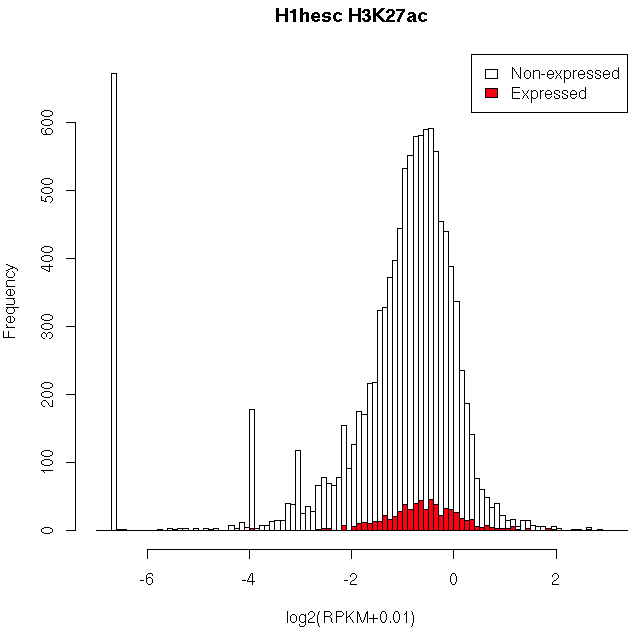 H1hesc H3K27ac
Non-expressed
Expressed
Frequency
600
500
400
300
200
100
0
-6
-4
-2
0
2
log2(RPKM+0.01)